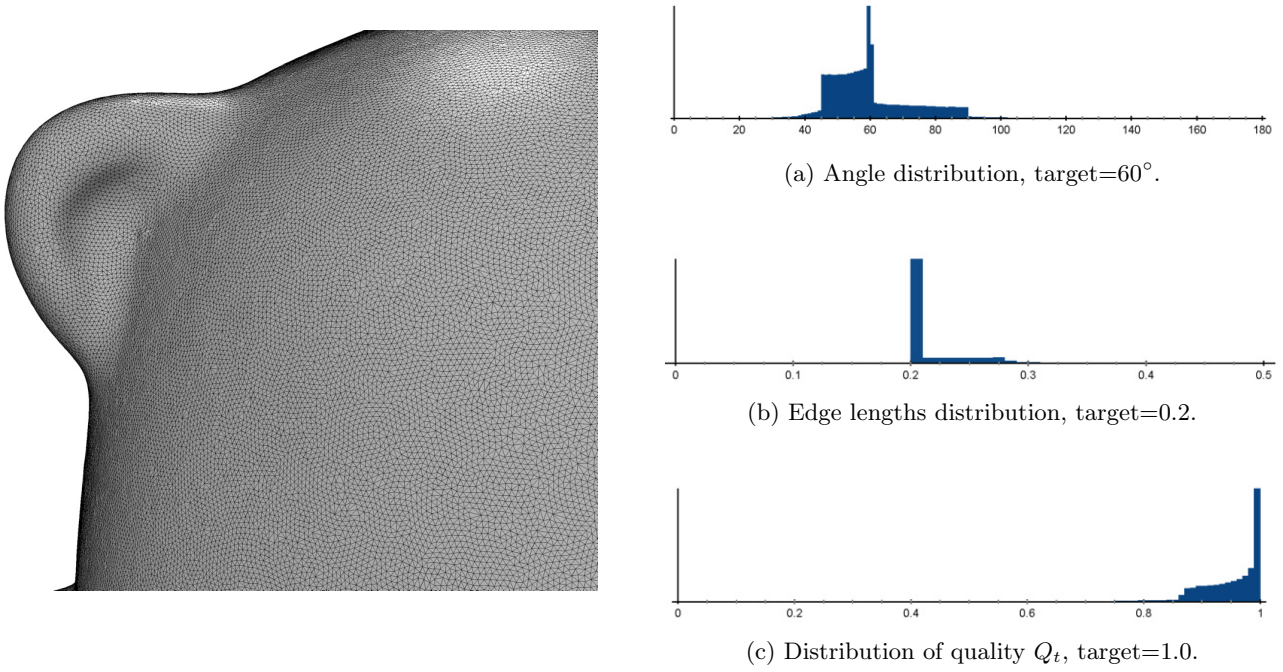 0 20 40 60 80 100 120 140 160 180
(a) Angle distribution, target=60°.
0 0.1 0.2 0.3 0.4 0.5
(b) Edge lengths distribution, target=0.2.
0 0.2 0.4 0.6 0.8 1
(c) Distribution of quality Qt, target=1.0.